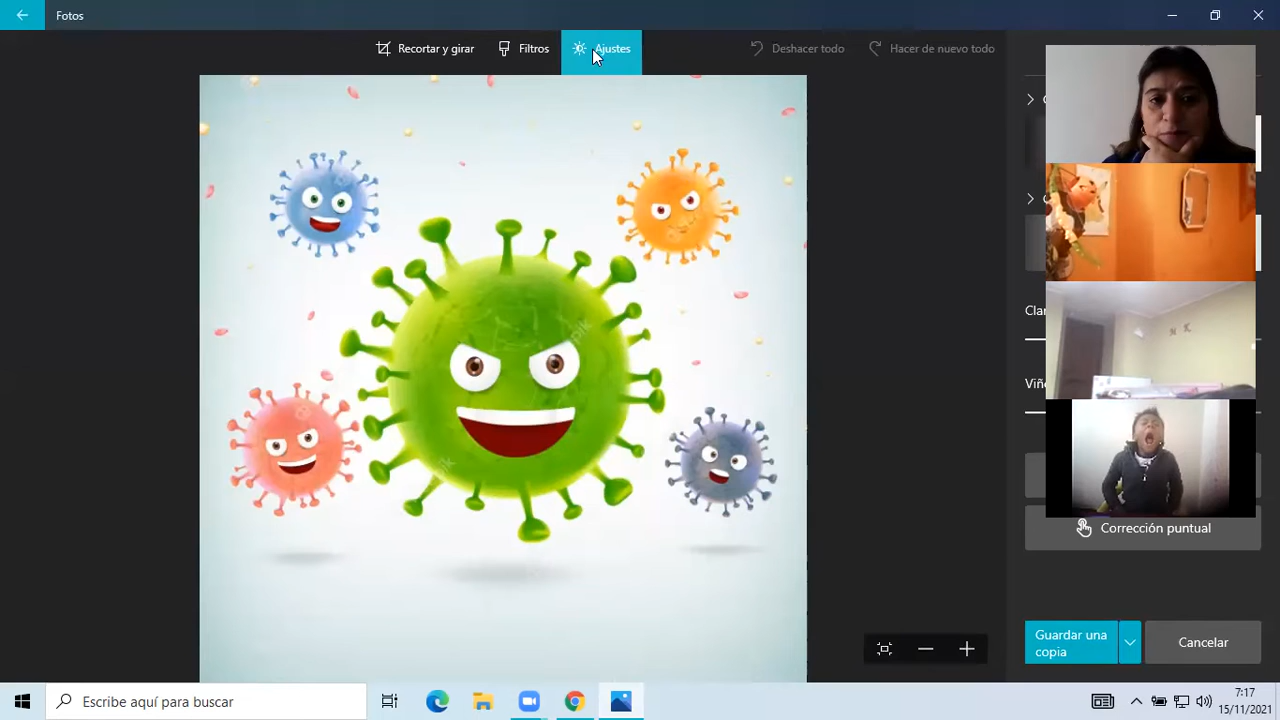 Fotos
Recortar y girar
Filtros
Ajustes
Deshacer todo
Hacer de nuevo todo
Corrección puntual
Guardar una
copia
Cancelar
Escribe aquí para buscar
7:17
15/11/2021